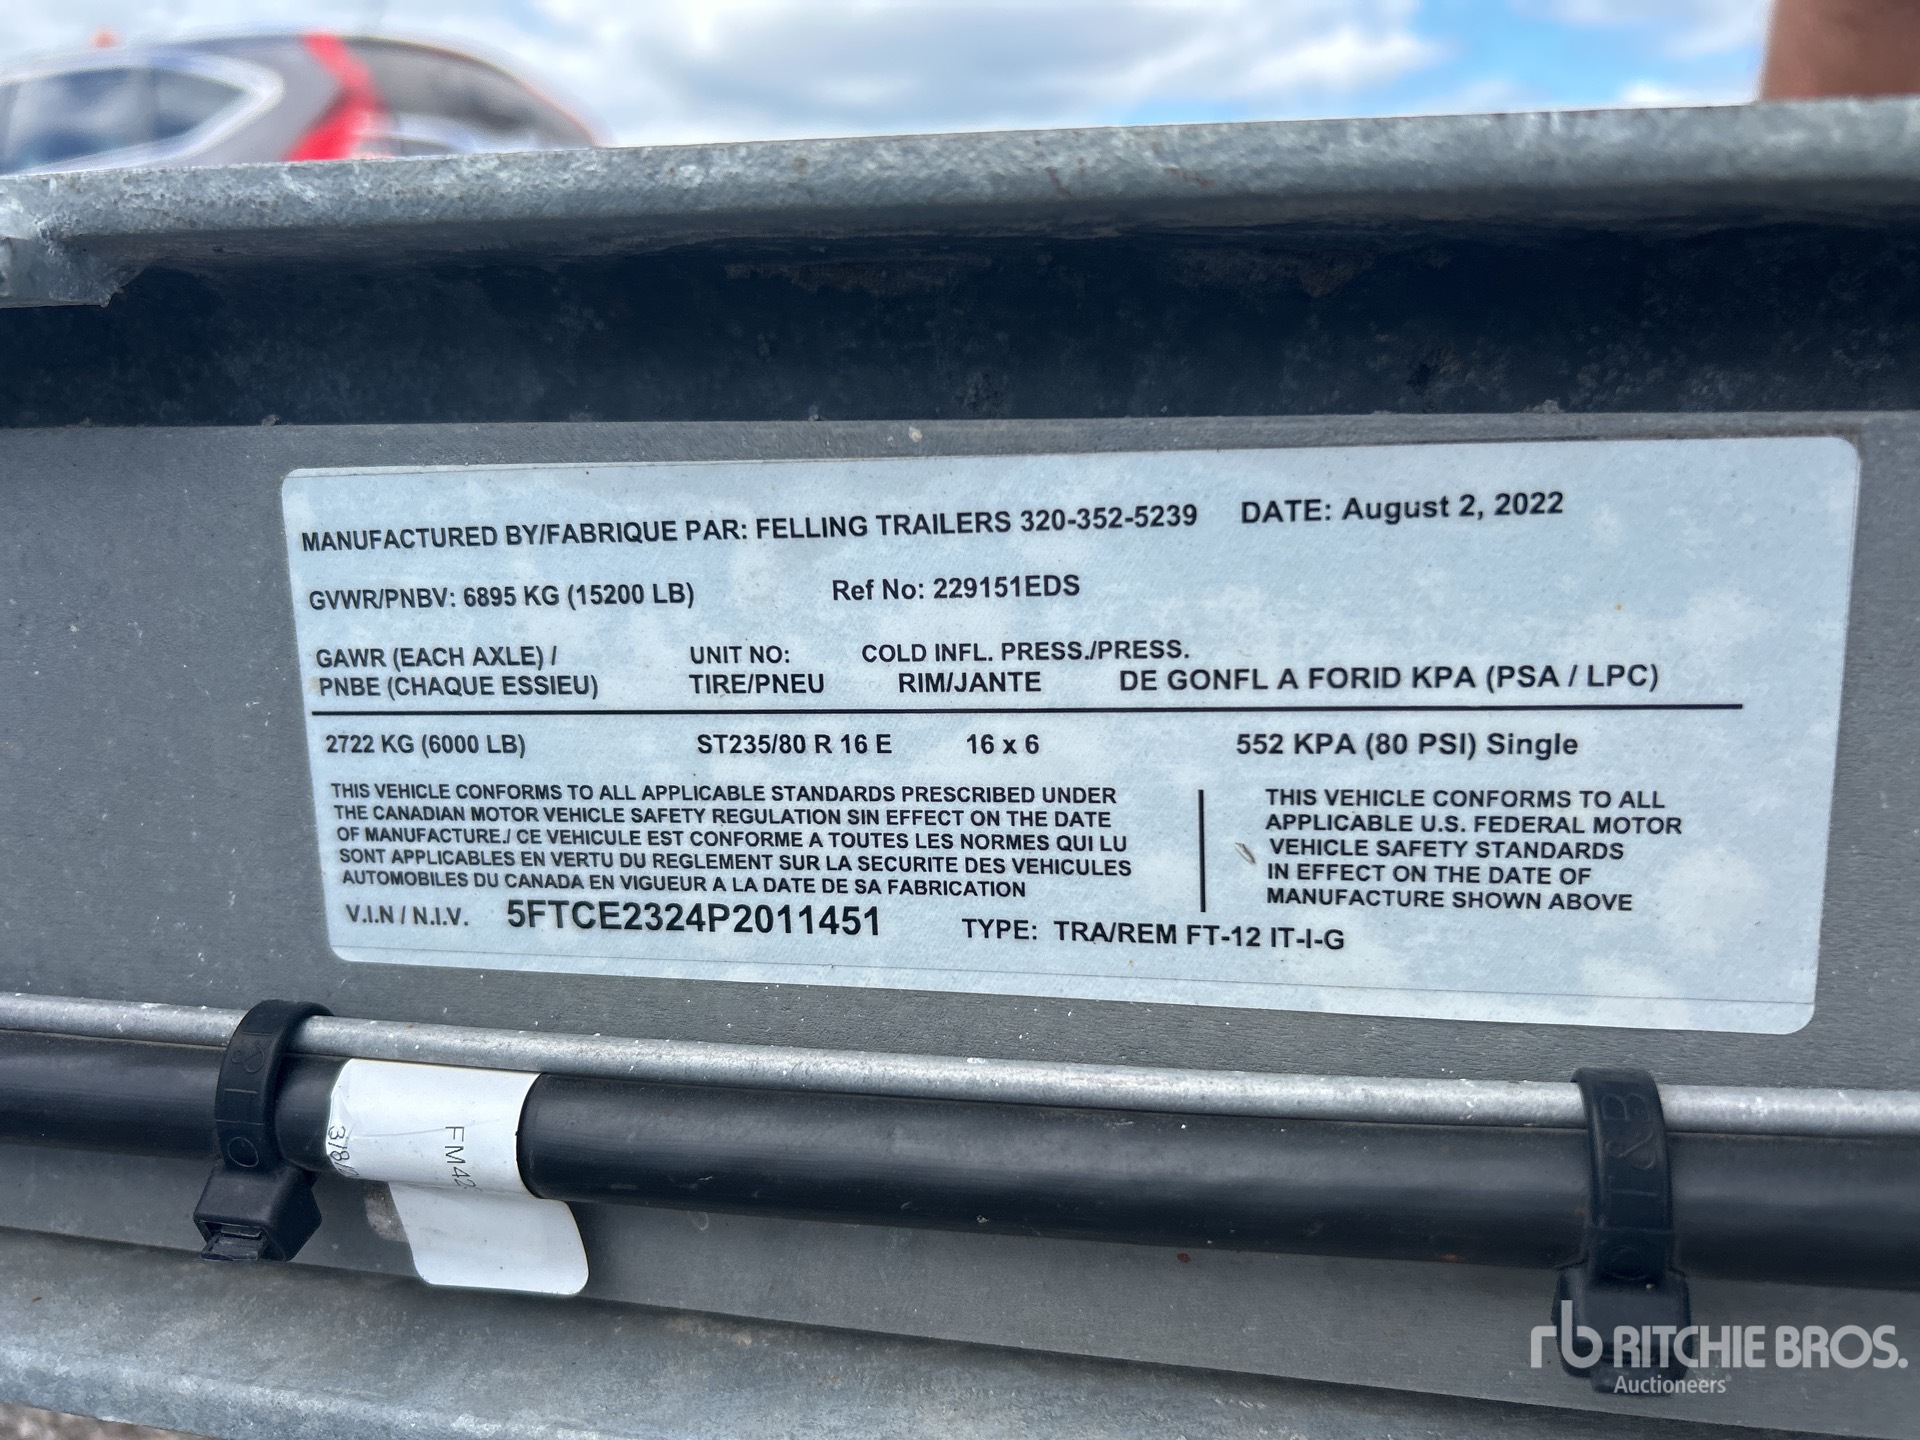 MANUFACTURED BY/FABRIQUE PAR: FELLING TRAILERS 320-352-5239 DATE: August 2, 2022
GVWR/PNBV: 6895 KG (15200 LB) Ref No: 229151EDS
GAWR (EACH AXLE) / UNIT NO: COLD INFL. PRESS./PRESS.
PNBE (CHAQUE ESSIEU) TIRE/PNEU RIM/JANTE DE GONFL A FORID KPA (PSA / LPC)
2722 KG (6000 LB) ST235/80 R 16 E 16 x 6 552 KPA (80 PSI) Single
THIS VEHICLE CONFORMS TO ALL APPLICABLE STANDARDS PRESCRIBED UNDER
THE CANADIAN MOTOR VEHICLE SAFETY REGULATION SIN EFFECT ON THE DATE
OF MANUFACTURE./ CE VEHICULE EST CONFORME A TOUTES LES NORMES QUI LU
SONT APPLICABLES EN VERTU DU REGLEMENT SUR LA SECURITE DES VEHICULES
AUTOMOBILES DU CANADA EN VIGUEUR A LA DATE DE SA FABRICATION
THIS VEHICLE CONFORMS TO ALL
APPLICABLE U.S. FEDERAL MOTOR
VEHICLE SAFETY STANDARDS
IN EFFECT ON THE DATE OF
MANUFACTURE SHOWN ABOVE
V.I.N / N.I.V. 5FTCE2324P2011451 TYPE: TRA/REM FT-12 IT-I-G
FM42
3/8/
T&B
rb RITCHIE BROS.
Auctioneers